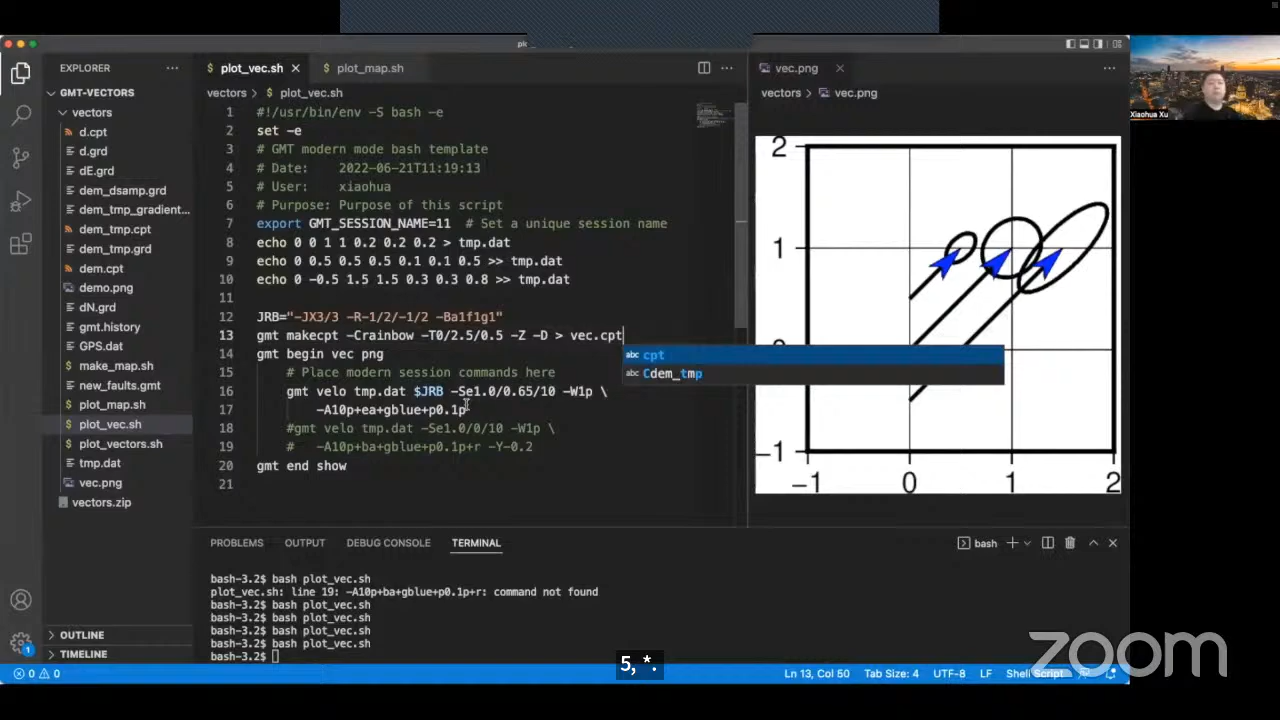 EXPLORER
GMT-VECTORS
vectors
d.cpt
d.grd
dE.grd
dem_dsamp.grd
dem_tmp_gradient...
dem_tmp.cpt
dem_tmp.grd
dem.cpt
demo.png
dN.grd
gmt.history
GPS.dat
make_map.sh
new_faults.gmt
plot_map.sh
plot_vec.sh
plot_vectors.sh
tmp.dat
vec.png
vectors.zip
OUTLINE
TIMELINE
plot_vec.sh
plot_map.sh
vectors > plot_vec.sh
1 #!/usr/bin/env -S bash -e
2 set -e
3 # GMT modern mode bash template
4 # Date: 2022-06-21T11:19:13
5 # User: xiaohua
6 # Purpose: Purpose of this script
7 export GMT_SESSION_NAME=11 # Set a unique session name
8 echo 0 0 1 1 0.2 0.2 0.2 > tmp.dat
9 echo 0 0.5 0.5 0.5 0.1 0.1 0.5 >> tmp.dat
10 echo 0 -0.5 1.5 1.5 0.3 0.3 0.8 >> tmp.dat
11
12 JRB="-JX3/3 -R-1/2/-1/2 -Ba1f1g1"
13 gmt makecpt -Crainbow -T0/2.5/0.5 -Z -D > vec.cpt
14 gmt begin vec png
15 # Place modern session commands here
16 gmt velo tmp.dat $JRB -Se1.0/0.65/10 -W1p \
17 -A10p+ea+gblue+p0.1p
18 #gmt velo tmp.dat -Se1.0/0/10 -W1p \
19 # -A10p+ba+gblue+p0.1p+r -Y-0.2
20 gmt end show
21
abc cpt
abc Cdem_tmp
vec.png
vectors > vec.png
2
1
-1
-1
0
1
2
Xiaohua Xu
PROBLEMS
OUTPUT
DEBUG CONSOLE
TERMINAL
bash
bash-3.2$ bash plot_vec.sh
plot_vec.sh: line 19: -A10p+ba+gblue+p0.1p+r: command not found
bash-3.2$ bash plot_vec.sh
bash-3.2$ bash plot_vec.sh
bash-3.2$ bash plot_vec.sh
bash-3.2$ bash plot_vec.sh
bash-3.2$
5, *.
zoom
1
0
0
Ln 13, Col 50
Tab Size: 4
UTF-8
LF
Shell Script